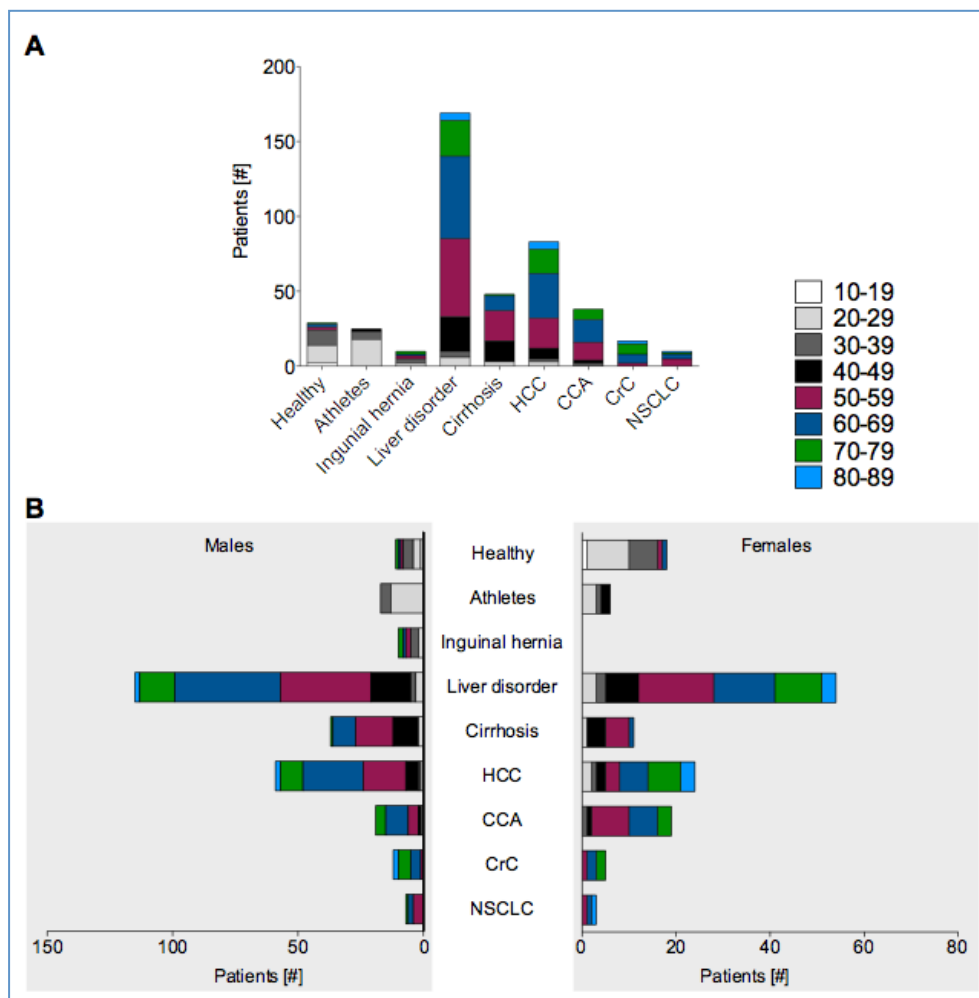 A
200
150
100
50
0
Patients [#]
Healthy
Athletes
Ingunial hernia
Liver disorder
Cirrhosis
HCC
CCA
CrC
NSCLC
10-19
20-29
30-39
40-49
50-59
60-69
70-79
80-89
B
Males
Females
Healthy
Athletes
Inguinal hernia
Liver disorder
Cirrhosis
HCC
CCA
CrC
NSCLC
150 100 50 0
Patients [#]
0 20 40 60 80
Patients [#]